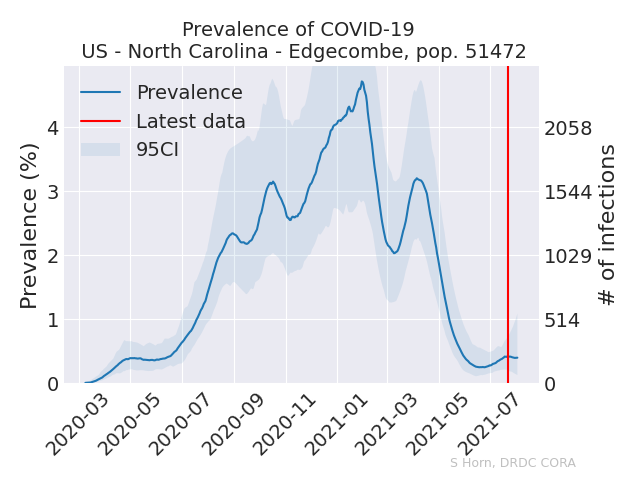 Prevalence of COVID-19
US - North Carolina - Edgecombe, pop. 51472
Prevalence
Latest data
95CI
Prevalence (%)
4
3
2
1
0
2058
1544
1029
514
0
# of infections
2020-03
2020-05
2020-07
2020-09
2020-11
2021-01
2021-03
2021-05
2021-07
S Horn, DRDC CORA